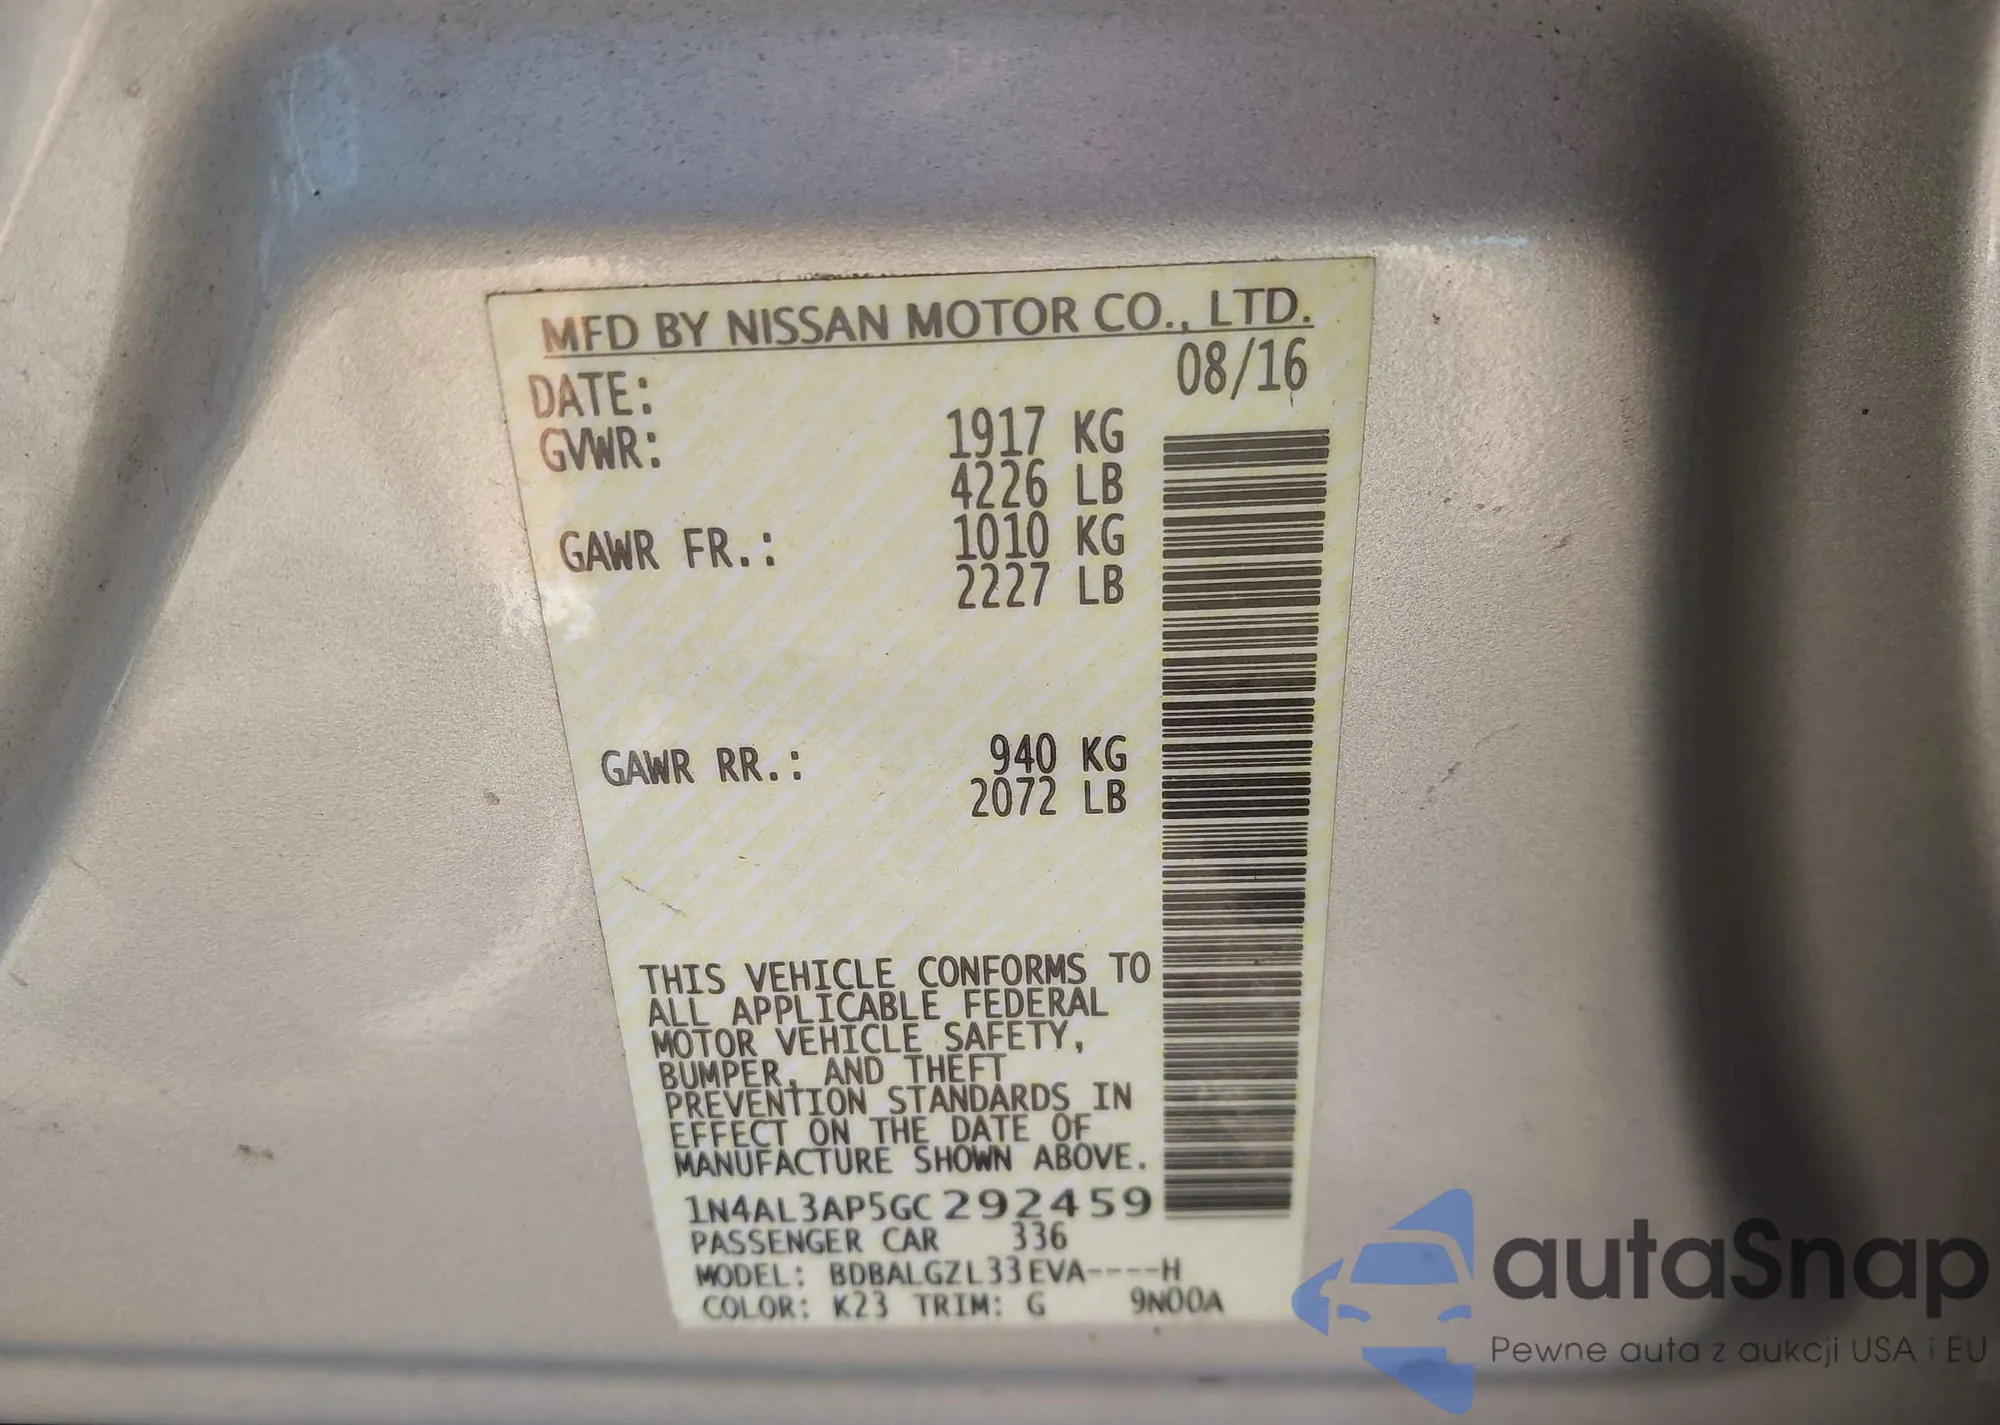 MFD BY NISSAN MOTOR CO., LTD.
DATE: 08/16
GVWR: 1917 KG
4226 LB
GAWR FR.: 1010 KG
2227 LB
GAWR RR.: 940 KG
2072 LB
THIS VEHICLE CONFORMS TO
ALL APPLICABLE FEDERAL
MOTOR VEHICLE SAFETY,
BUMPER, AND THEFT
PREVENTION STANDARDS IN
EFFECT ON THE DATE OF
MANUFACTURE SHOWN ABOVE.
1N4AL3AP5GC292459
PASSENGER CAR 336
MODEL: BDBALGZL33EVA----H
COLOR: K23 TRIM: G 9N00A
autaSnap
Pewne auta z aukcji USA i EU